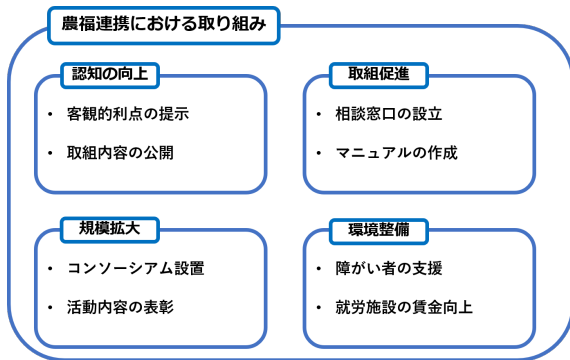 農福連携における取り組み
認知の向上
・ 客観的利点の提示
・ 取組内容の公開
取組促進
・ 相談窓口の設立
・ マニュアルの作成
規模拡大
・ コンソーシアム設置
・ 活動内容の表彰
環境整備
・ 障がい者の支援
・ 就労施設の賃金向上